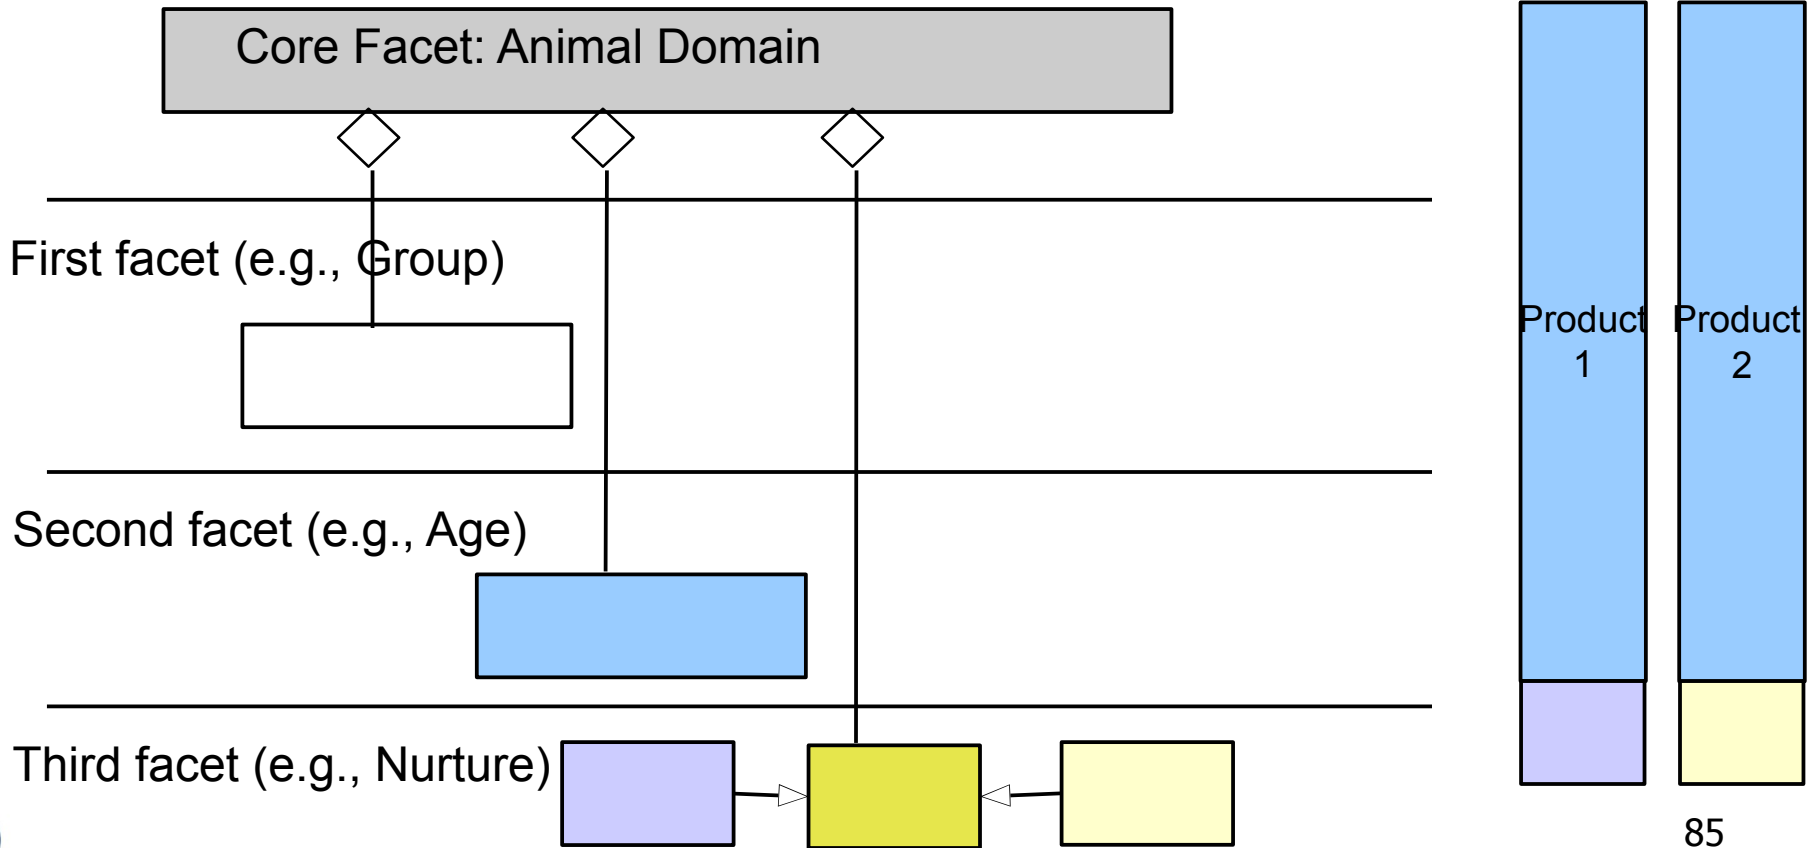 Core Facet: Animal Domain
First facet (e.g., Group)
Product
1
Product
2
Second facet (e.g., Age)
Third facet (e.g., Nurture)
85